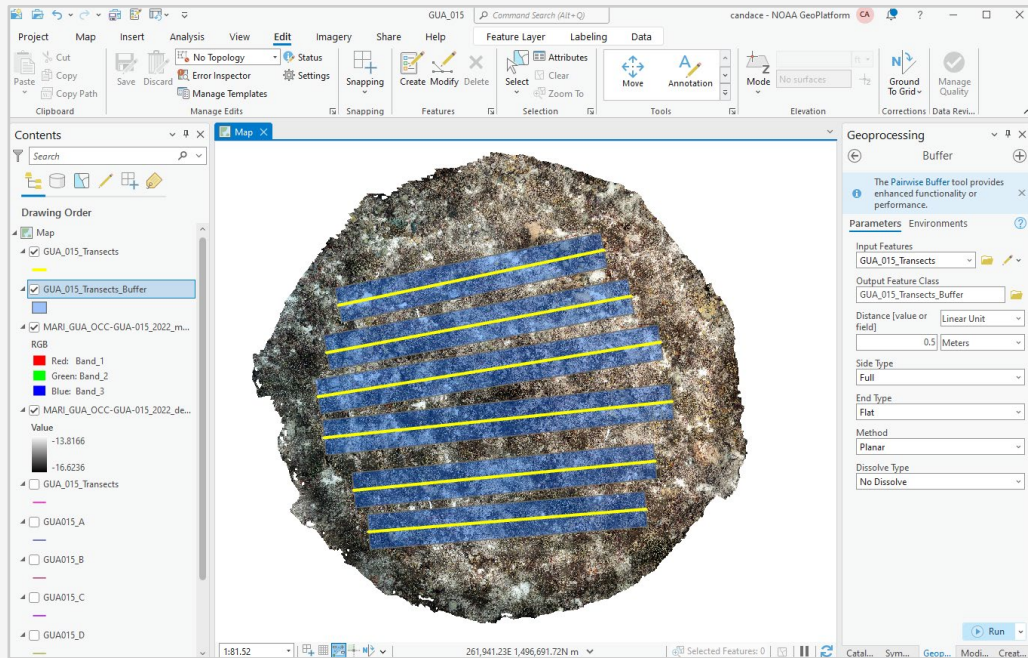 GUA_015
Command Search (Alt+Q)
candace - NOAA GeoPlatform
CA
?
Project Map Insert Analysis View Edit Imagery Share Help Feature Layer Labeling Data
Paste
Cut
Copy
Copy Path
Clipboard
Save
Discard
No Topology
Error Inspector
Manage Templates
Status
Settings
Manage Edits
Snapping
Snapping
Create
Modify
Delete
Features
Select
Attributes
Clear
Zoom To
Selection
Move
Annotation
Tools
Mode
No surfaces
ft
Elevation
Ground To Grid
Corrections
Manage Quality
Data Revi...
Contents
Search
Drawing Order
Map
GUA_015_Transects
GUA_015_Transects_Buffer
MARI_GUA_OCC-GUA-015_2022_m...
RGB
Red: Band_1
Green: Band_2
Blue: Band_3
MARI_GUA_OCC-GUA-015_2022_de...
Value
-13.8166
-16.6236
GUA_015_Transects
GUA015_A
GUA015_B
GUA015_C
GUA015_D
Map
1:81.52
261,941.23E 1,496,691.72N m
Selected Features: 0
Geoprocessing
Buffer
The Pairwise Buffer tool provides
enhanced functionality or
performance.
Parameters Environments
Input Features
GUA_015_Transects
Output Feature Class
GUA_015_Transects_Buffer
Distance [value or
field]
Linear Unit
0.5 Meters
Side Type
Full
End Type
Flat
Method
Planar
Dissolve Type
No Dissolve
Run
Catal... Sym... Geop... Modi... Creat...